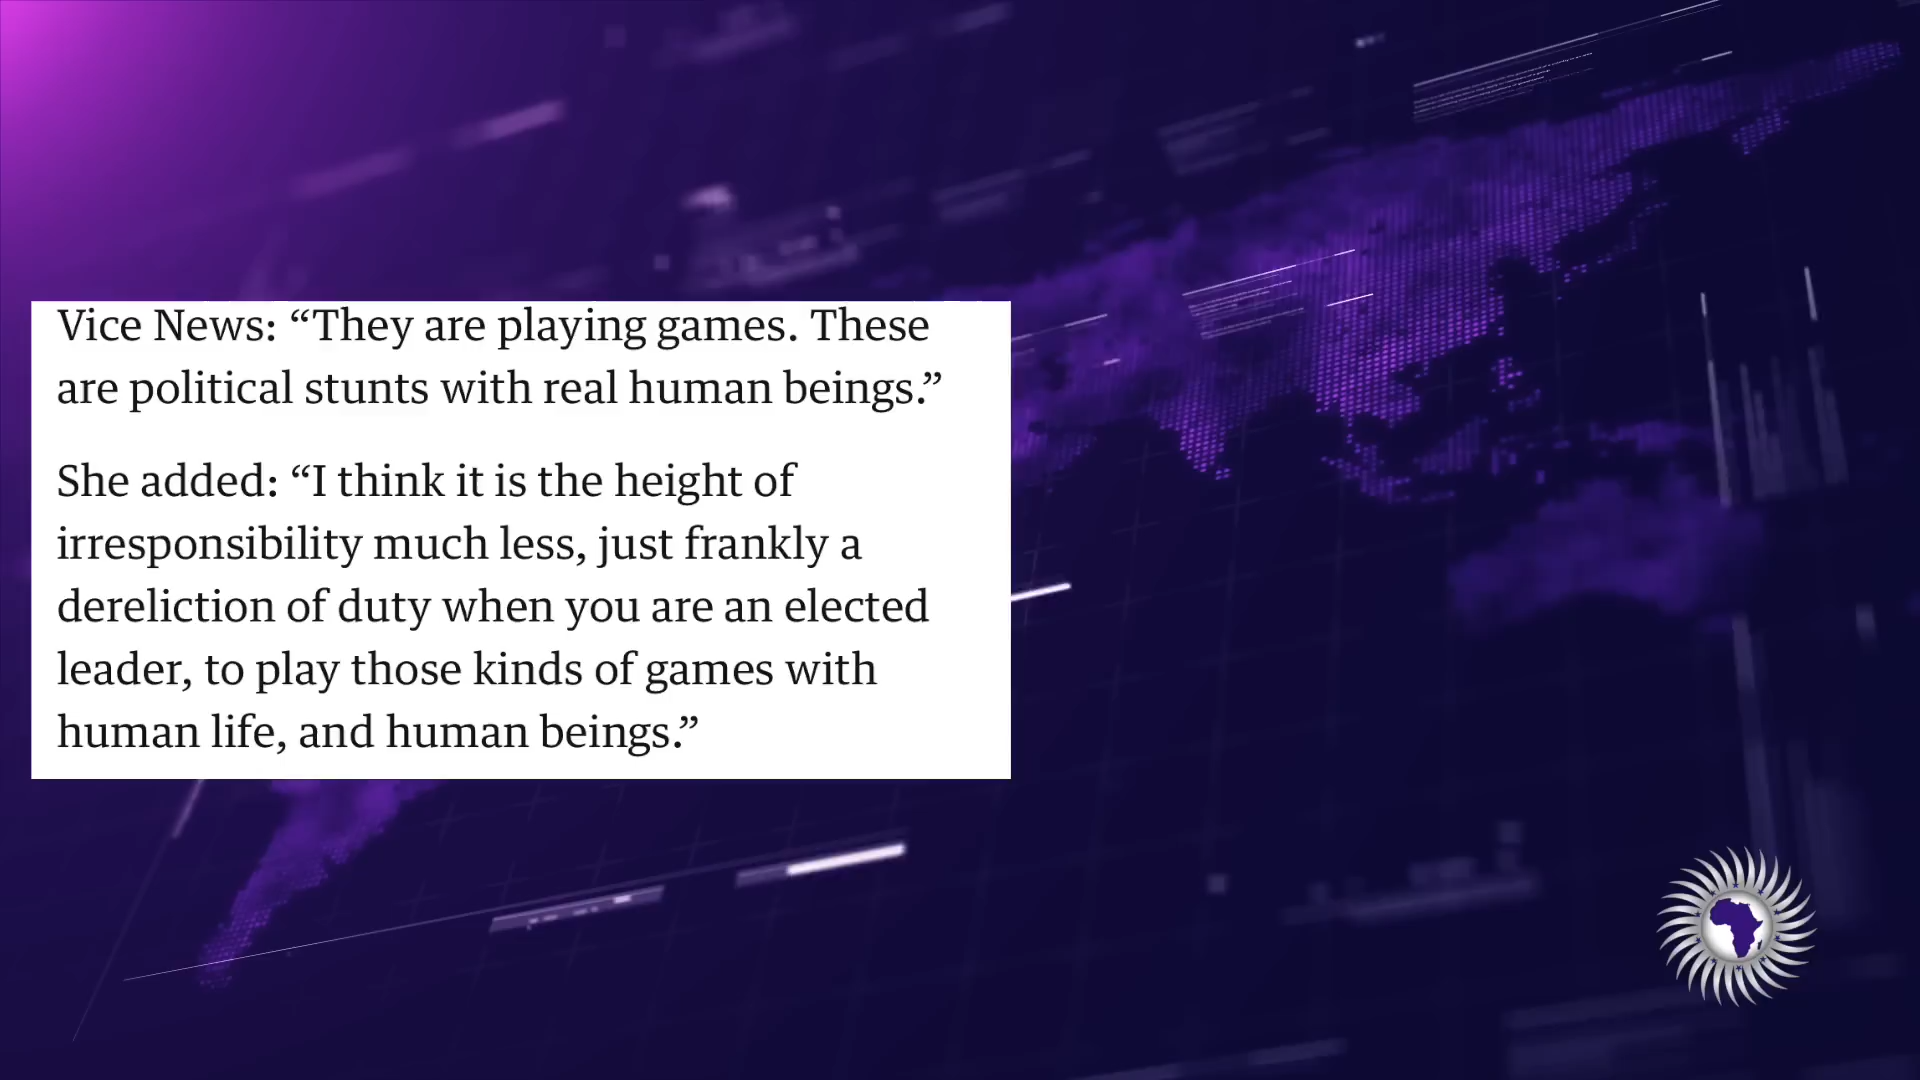 Vice News: “They are playing games. These
are political stunts with real human beings.”
She added: “I think it is the height of
irresponsibility much less, just frankly a
dereliction of duty when you are an elected
leader, to play those kinds of games with
human life, and human beings.”